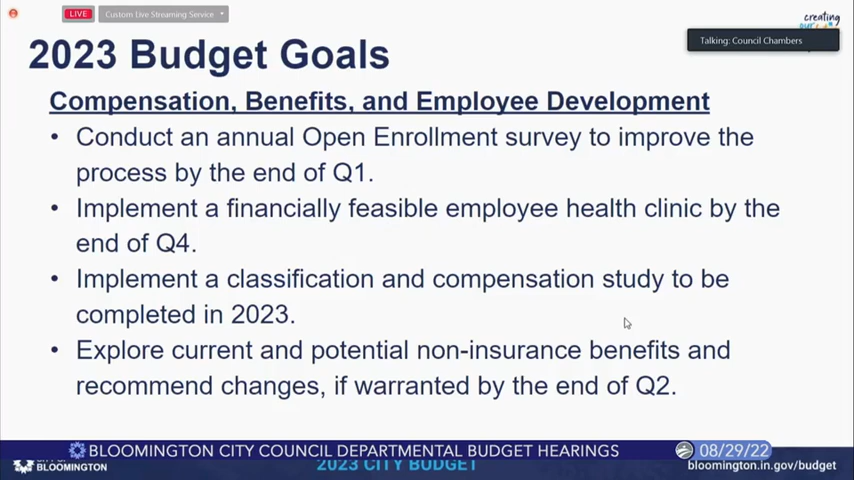 LIVE
Custom Live Streaming Service
creating
Talking: Council Chambers
2023 Budget Goals
Compensation, Benefits, and Employee Development
• Conduct an annual Open Enrollment survey to improve the
process by the end of Q1.
• Implement a financially feasible employee health clinic by the
end of Q4.
• Implement a classification and compensation study to be
completed in 2023.
• Explore current and potential non-insurance benefits and
recommend changes, if warranted by the end of Q2.
BLOOMINGTON CITY COUNCIL DEPARTMENTAL BUDGET HEARINGS
08/29/22
BLOOMINGTON
2023 CITY BUDGET
bloomington.in.gov/budget